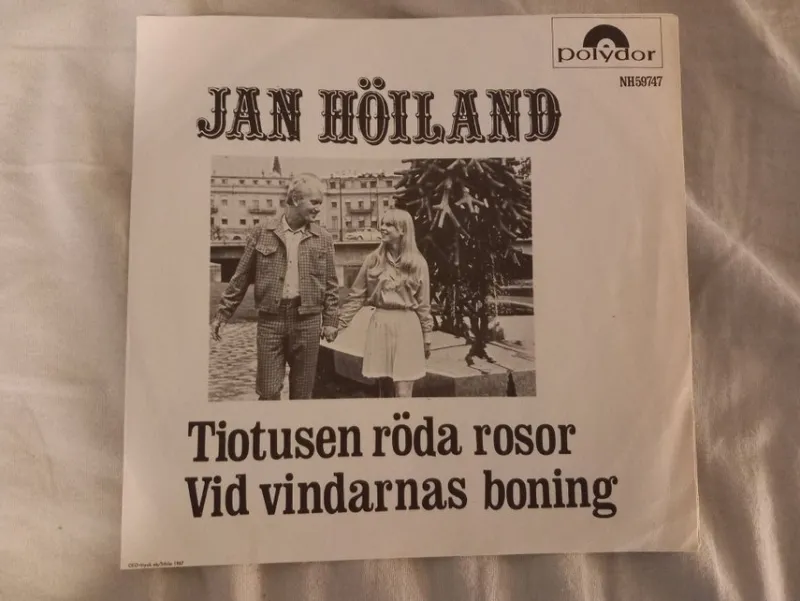 polydor
NH59747
JAN HÖILAND
Tiotusen röda rosor
Vid vindarnas boning